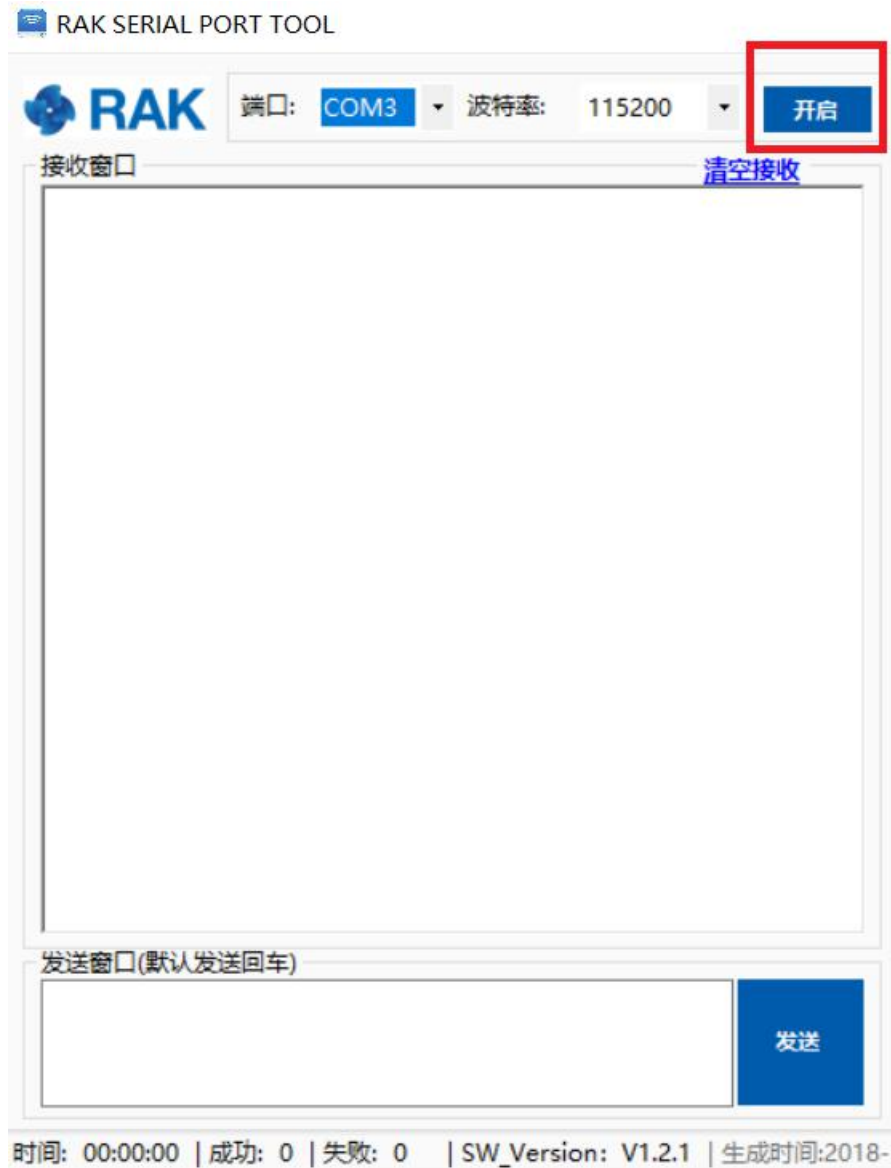 RAK SERIAL PORT TOOL
RAK 端口: COM3 波特率: 115200 开启
接收窗口 清空接收
发送窗口(默认发送回车)
发送
时间: 00:00:00 | 成功: 0 | 失败: 0 | SW_Version: V1.2.1 | 生成时间:2018-